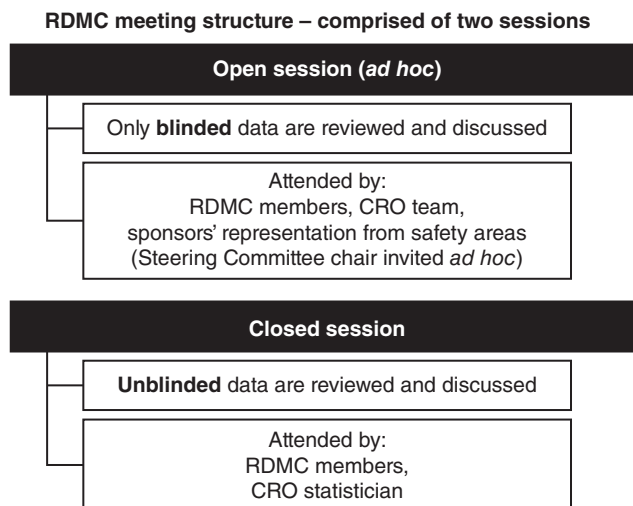 RDMC meeting structure – comprised of two sessions
Open session (ad hoc)
Only blinded data are reviewed and discussed
Attended by:
RDMC members, CRO team,
sponsors’ representation from safety areas
(Steering Committee chair invited ad hoc)
Closed session
Unblinded data are reviewed and discussed
Attended by:
RDMC members,
CRO statistician